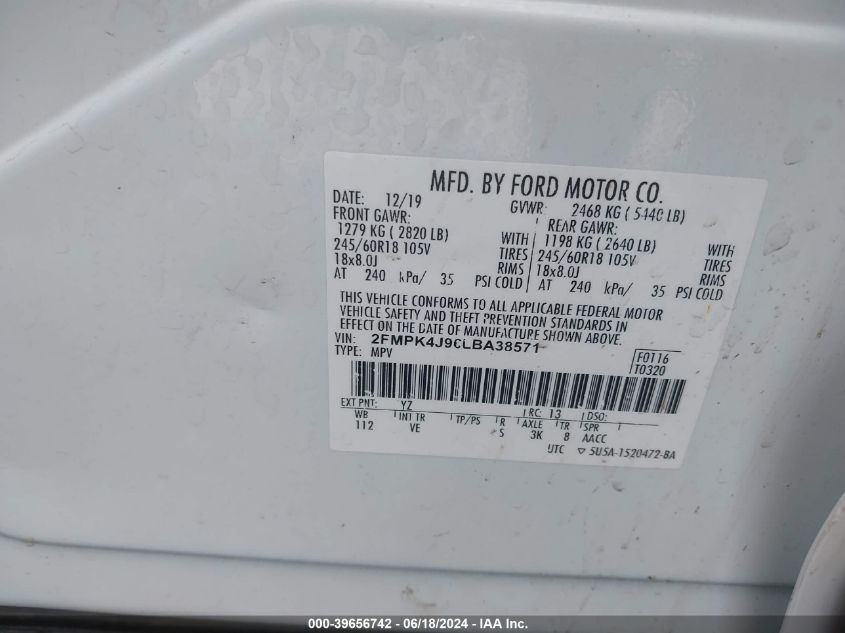 MFD. BY FORD MOTOR CO.
DATE: 12/19 GVWR: 2468 KG ( 5440 LB)
FRONT GAWR: REAR GAWR:
1279 KG ( 2820 LB) WITH 1198 KG ( 2640 LB) WITH
245/60R18 105V TIRES 245/60R18 105V TIRES
18x8.0J RIMS 18x8.0J RIMS
AT 240 kPa/ 35 PSI COLD AT 240 kPa/ 35 PSI COLD
THIS VEHICLE CONFORMS TO ALL APPLICABLE FEDERAL MOTOR
VEHICLE SAFETY AND THEFT PREVENTION STANDARDS IN
EFFECT ON THE DATE OF MANUFACTURE SHOWN ABOVE.
VIN: 2FMPK4J90LBA38571
TYPE: MPV
F0116
T0320
EXT PNT: YZ RC: 13 DSO:
WB INT TR TP/PS R AXLE TR SPR
112 VE 5 3K 8 AACC
UTC ▽ 5U5A-1520472-BA
000-39656742 / 06/18/2024 - IAA Inc.